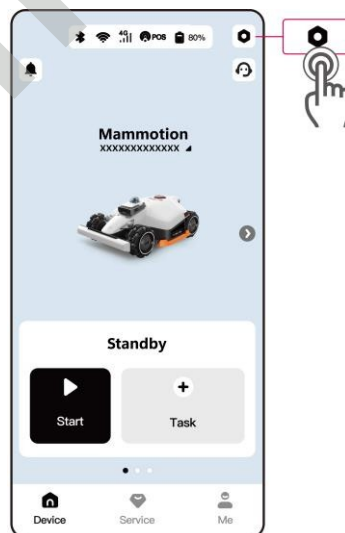 4G POS 80%
Mammotion
XXXXXXXXXXXXX
Standby
Start
Task
Device
Service
Me